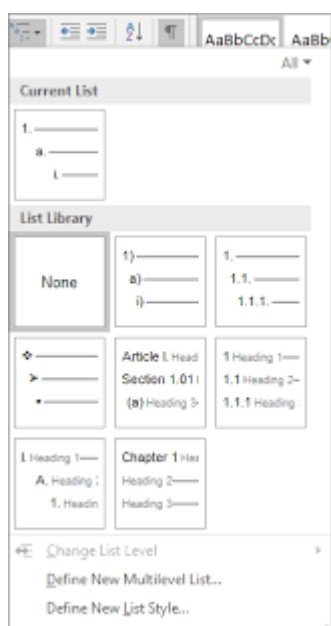 AaBbCcDc AaBb
All
Current List
1.
a.
i.
List Library
None
1)
a)
i)
1.
1.1.
1.1.1.
Article I. Head
Section 1.01
(a) Heading 3
1 Heading 1
1.1 Heading 2
1.1.1 Heading
I. Heading 1
A. Heading
1. Headin
Chapter 1 Hea
Heading 2
Heading 3
Change List Level
Define New Multilevel List...
Define New List Style...